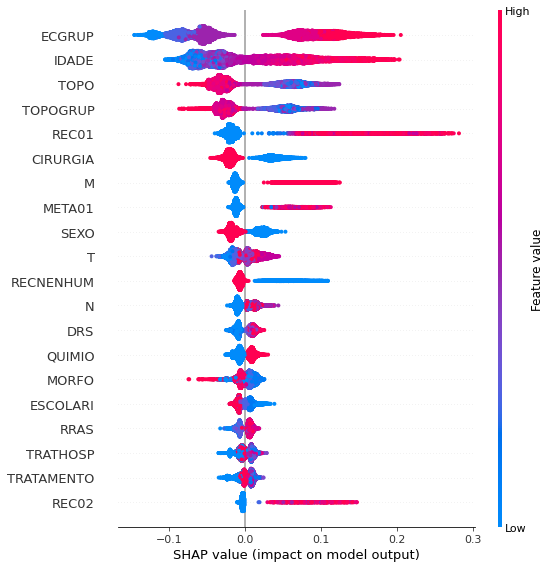 High
ECGRUP
IDADE
TOPO
TOPOGRUP
REC01
CIRURGIA
M
META01
SEXO
T
RECNENHUM
N
DRS
QUIMIO
MORFO
ESCOLARI
RRAS
TRATHOSP
TRATAMENTO
REC02
Feature value
Low
−0.1 0.0 0.1 0.2 0.3
SHAP value (impact on model output)